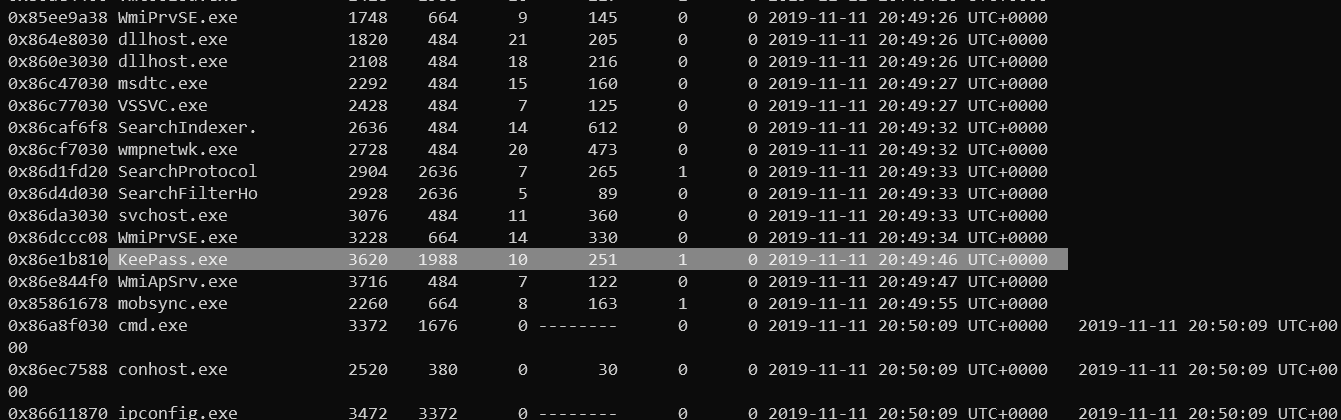 0x85ee9a38 WmiPrvSE.exe 1748 664 9 145 0 0 2019-11-11 20:49:26 UTC+0000
0x864e8030 dllhost.exe 1820 484 21 205 0 0 2019-11-11 20:49:26 UTC+0000
0x860e3030 dllhost.exe 2108 484 18 216 0 0 2019-11-11 20:49:26 UTC+0000
0x86c47030 msdtc.exe 2292 484 15 160 0 0 2019-11-11 20:49:27 UTC+0000
0x86c77030 VSSVC.exe 2428 484 7 125 0 0 2019-11-11 20:49:27 UTC+0000
0x86caf6f8 SearchIndexer. 2636 484 14 612 0 0 2019-11-11 20:49:32 UTC+0000
0x86cf7030 wmpnetwk.exe 2728 484 20 473 0 0 2019-11-11 20:49:32 UTC+0000
0x86d1fd20 SearchProtocol 2904 2636 7 265 1 0 2019-11-11 20:49:33 UTC+0000
0x86d4d030 SearchFilterHo 2928 2636 5 89 0 0 2019-11-11 20:49:33 UTC+0000
0x86da3030 svchost.exe 3076 484 11 360 0 0 2019-11-11 20:49:33 UTC+0000
0x86dccc08 WmiPrvSE.exe 3228 664 14 330 0 0 2019-11-11 20:49:34 UTC+0000
0x86e1b810 KeePass.exe 3620 1988 10 251 1 0 2019-11-11 20:49:46 UTC+0000
0x86e844f0 WmiApSrv.exe 3716 484 7 122 0 0 2019-11-11 20:49:47 UTC+0000
0x85861678 mobsync.exe 2260 664 8 163 1 0 2019-11-11 20:49:55 UTC+0000
0x86a8f030 cmd.exe 3372 1676 0 -------- 0 0 2019-11-11 20:50:09 UTC+0000 2019-11-11 20:50:09 UTC+00
00
0x86ec7588 conhost.exe 2520 380 0 30 0 0 2019-11-11 20:50:09 UTC+0000 2019-11-11 20:50:09 UTC+00
00
0x86611870 ipconfig.exe 3472 3372 0 -------- 0 0 2019-11-11 20:50:09 UTC+0000 2019-11-11 20:50:09 UTC+00